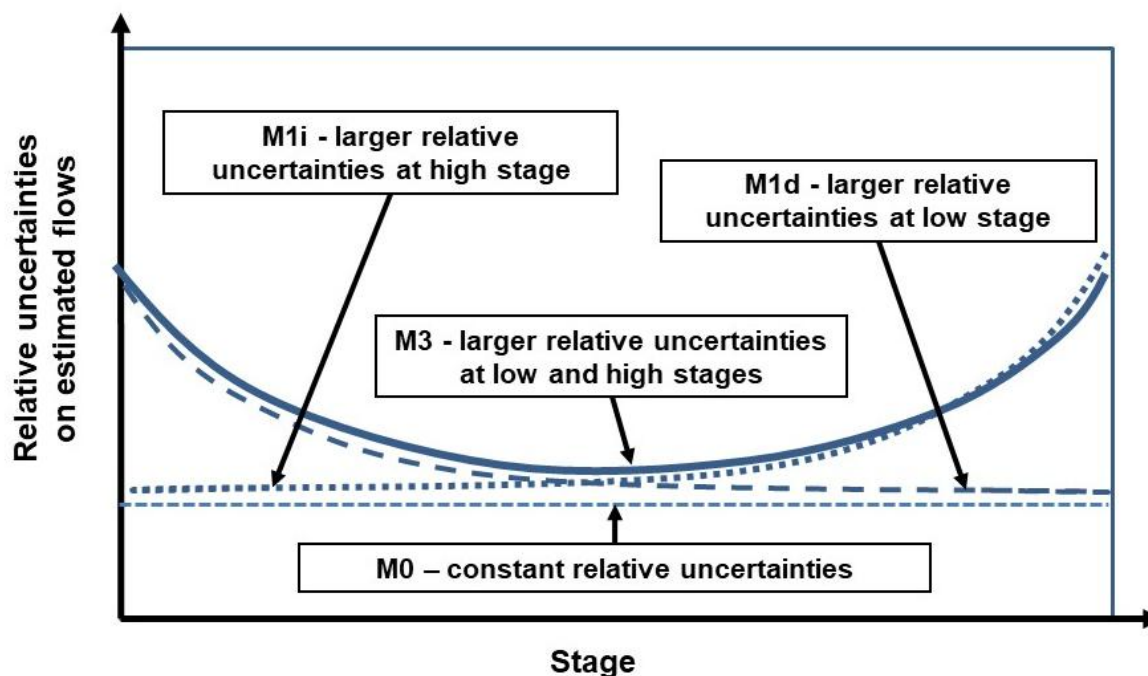 Relative uncertainties
on estimated flows
M1i - larger relative
uncertainties at high stage
M1d - larger relative
uncertainties at low stage
M3 - larger relative uncertainties
at low and high stages
M0 – constant relative uncertainties
Stage